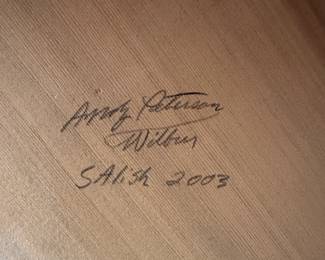 Andy Peterson
Wilbur
SAlish 2003